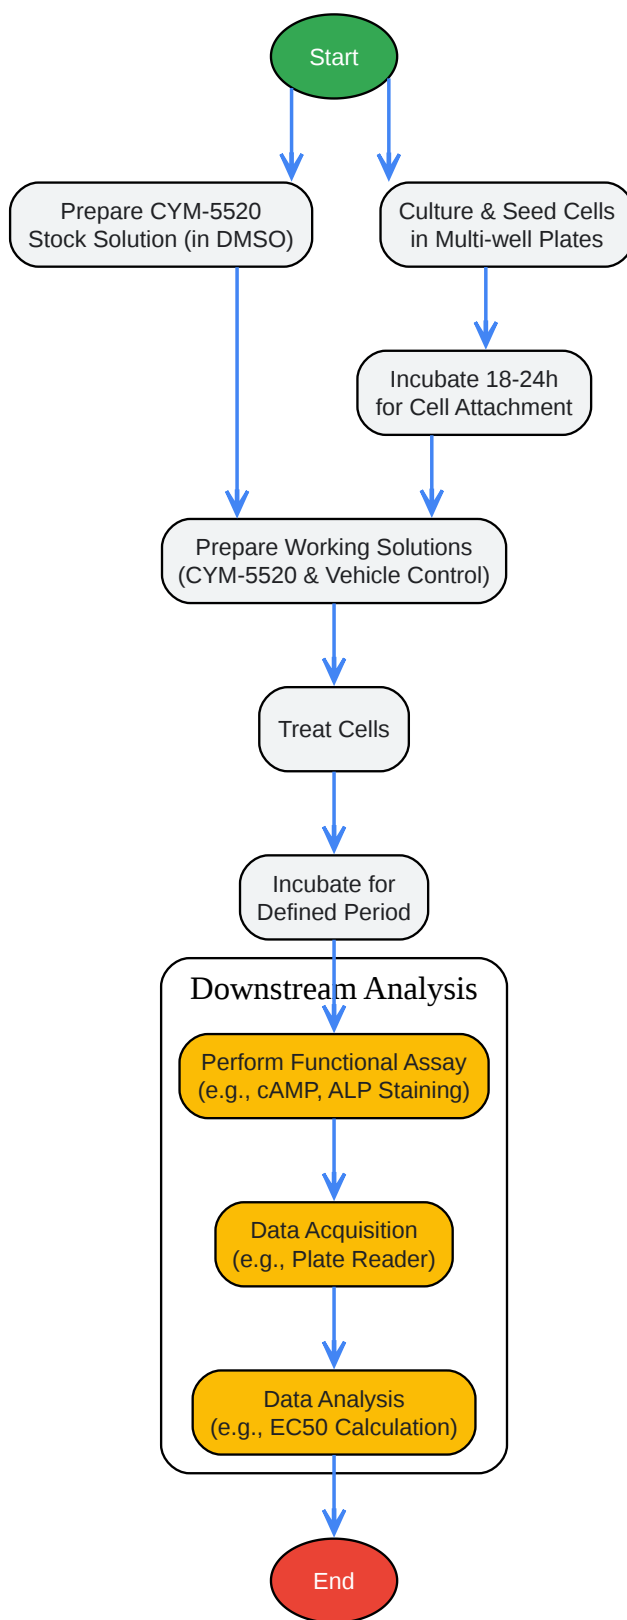 Start
Prepare CYM-5520
Stock Solution (in DMSO)
Culture & Seed Cells
in Multi-well Plates
Incubate 18-24h
for Cell Attachment
Prepare Working Solutions
(CYM-5520 & Vehicle Control)
Treat Cells
Incubate for
Defined Period
Downstream Analysis
Perform Functional Assay
(e.g., cAMP, ALP Staining)
Data Acquisition
(e.g., Plate Reader)
Data Analysis
(e.g., EC50 Calculation)
End